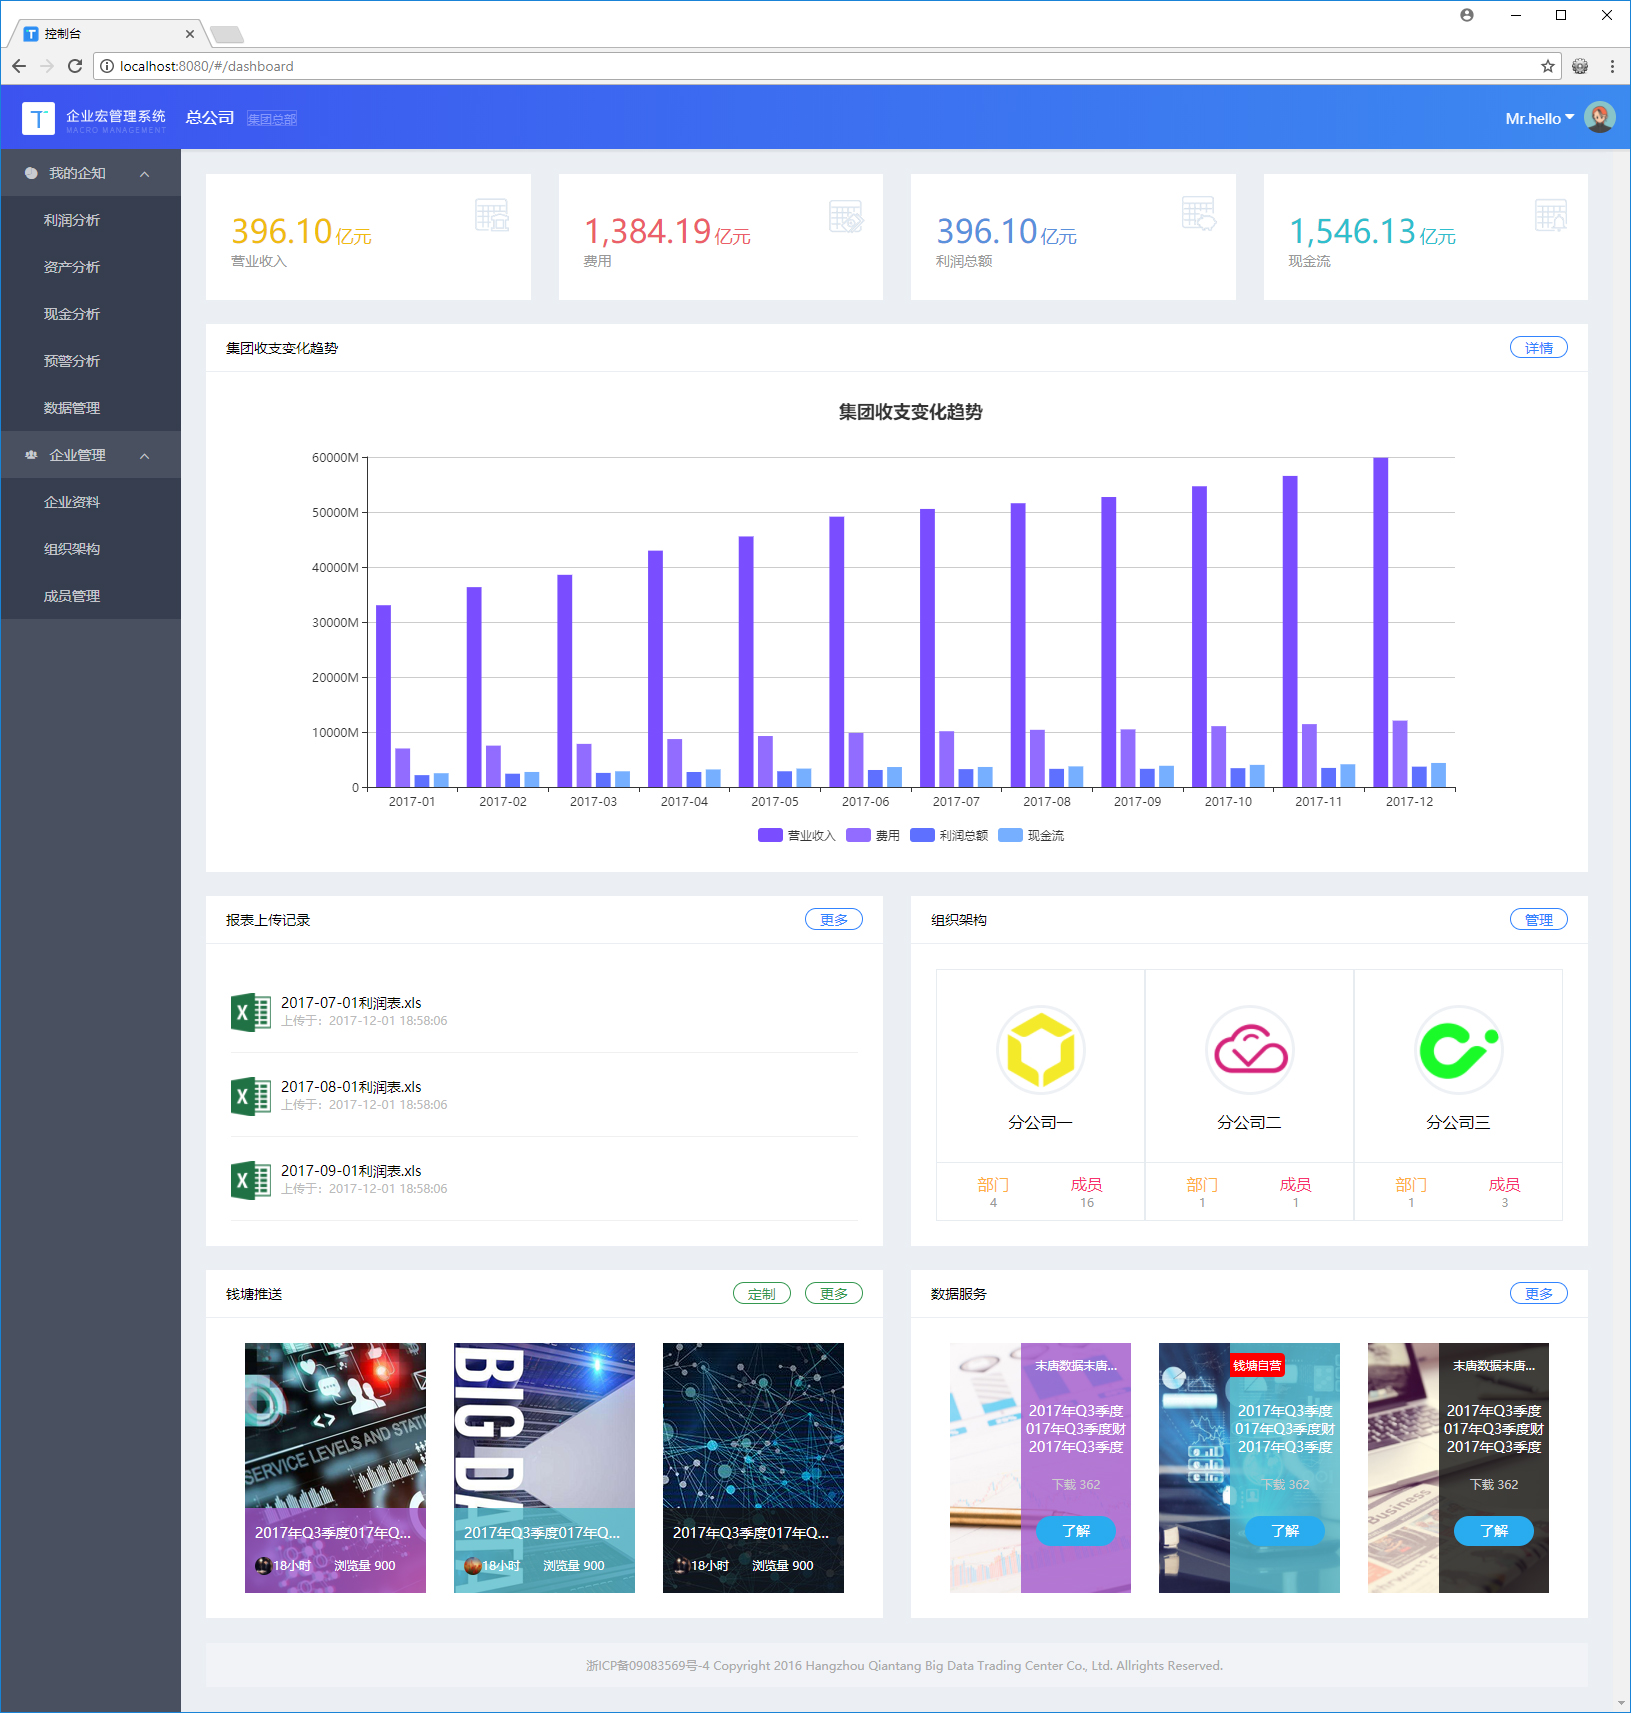 控制台
localhost:8080/#/dashboard
企业宏管理系统
MACRO MANAGEMENT
总公司 集团总部
Mr.hello
我的企知
利润分析
资产分析
现金分析
预警分析
数据管理
企业管理
企业资料
组织架构
成员管理
396.10亿元
营业收入
1,384.19亿元
费用
396.10亿元
利润总额
1,546.13亿元
现金流
集团收支变化趋势
详情
集团收支变化趋势
60000M
50000M
40000M
30000M
20000M
10000M
0
2017-01 2017-02 2017-03 2017-04 2017-05 2017-06 2017-07 2017-08 2017-09 2017-10 2017-11 2017-12
营业收入 费用 利润总额 现金流
报表上传记录
更多
2017-07-01利润表.xls
上传于：2017-12-01 18:58:06
2017-08-01利润表.xls
上传于：2017-12-01 18:58:06
2017-09-01利润表.xls
上传于：2017-12-01 18:58:06
组织架构
管理
分公司一
部门 成员
4 16
分公司二
部门 成员
1 1
分公司三
部门 成员
1 3
钱塘推送
定制 更多
SERVICE LEVELS AND STATI
2017年Q3季度017年Q...
18小时 浏览量 900
BIG DATA
2017年Q3季度017年Q...
18小时 浏览量 900
2017年Q3季度017年Q...
18小时 浏览量 900
数据服务
更多
末唐数据末唐...
2017年Q3季度
017年Q3季度财
2017年Q3季度
下载 362
了解
钱塘自营
2017年Q3季度
017年Q3季度财
2017年Q3季度
下载 362
了解
Business
末唐数据末唐...
2017年Q3季度
017年Q3季度财
2017年Q3季度
下载 362
了解
浙ICP备09083569号-4 Copyright 2016 Hangzhou Qiantang Big Data Trading Center Co., Ltd. Allrights Reserved.